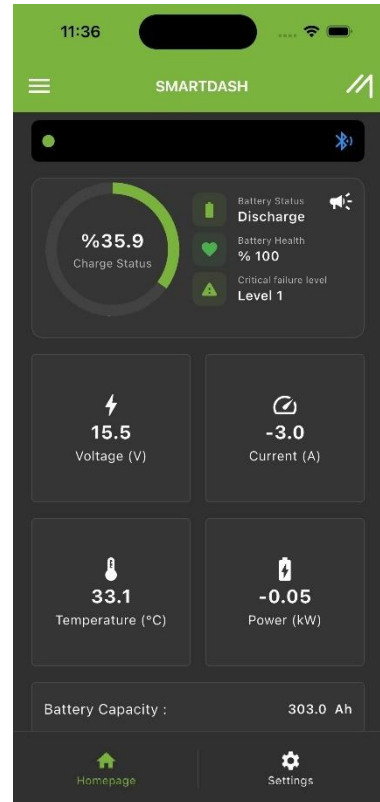 11:36
SMARTDASH
%35.9
Charge Status
Battery Status
Discharge
Battery Health
% 100
Critical failure level
Level 1
15.5
Voltage (V)
-3.0
Current (A)
33.1
Temperature (°C)
-0.05
Power (kW)
Battery Capacity : 303.0 Ah
Homepage
Settings